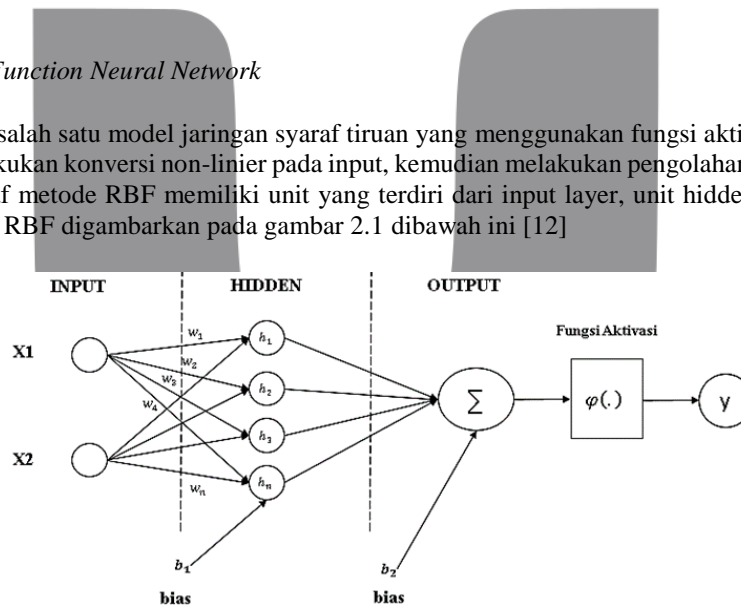 Function Neural Network
salah satu model jaringan syaraf tiruan yang menggunakan fungsi
konversi non-linier pada input, kemudian melakukan pengolahan
metode RBF memiliki unit yang terdiri dari input layer, unit
RBF digambarkan pada gambar 2.1 dibawah ini [12]
INPUT HIDDEN OUTPUT
Fungsi Aktivasi
X1
w₁
w₂
w₃
w₄
h₁
h₂
h₃
hₙ
Σ
φ(.)
y
X2
wₙ
b₁
bias
b₂
bias